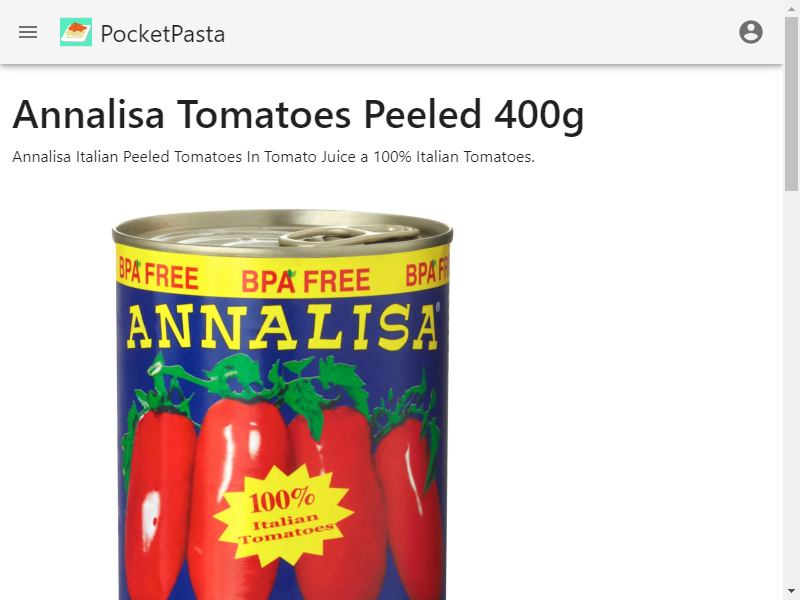 PocketPasta
Annalisa Tomatoes Peeled 400g
Annalisa Italian Peeled Tomatoes In Tomato Juice a 100% Italian Tomatoes.
BPA FREE BPA FREE BPA FR
ANNALISA®
100%
Italian
Tomatoes